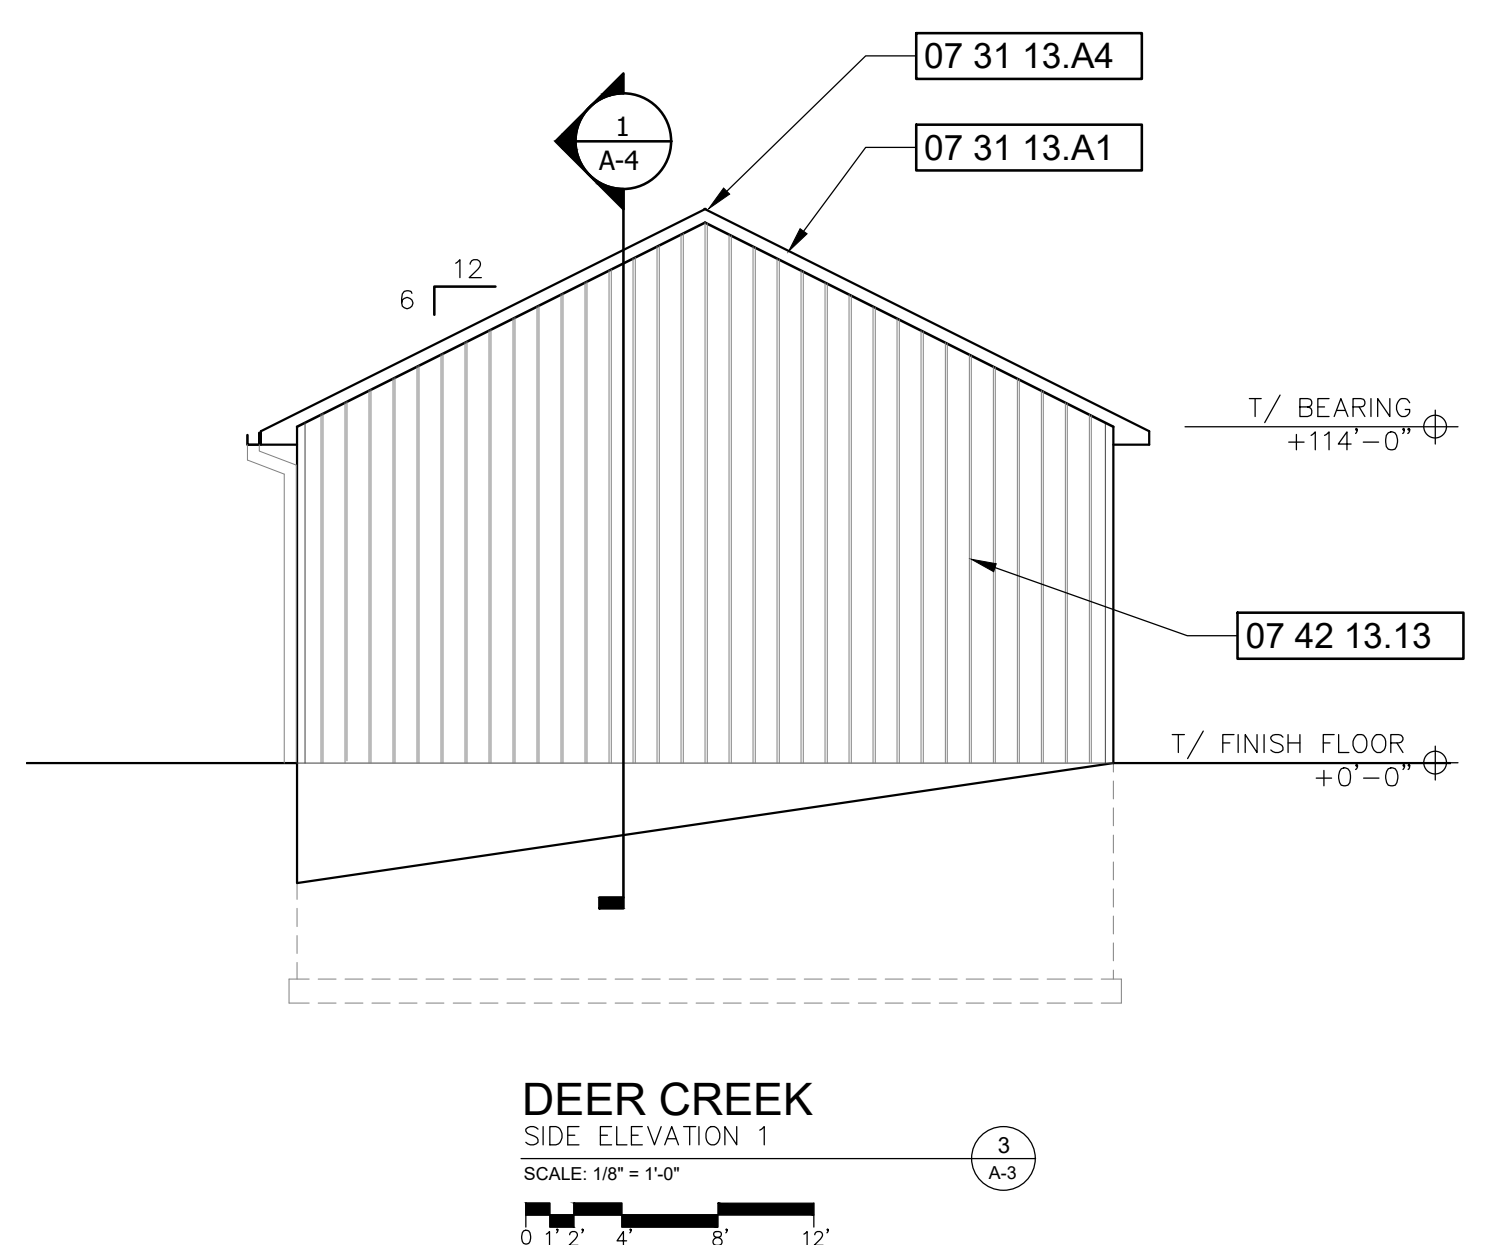 07 31 13.A4
1
A-4
07 31 13.A1
12
6
T/ BEARING
+114'-0"
07 42 13.13
T/ FINISH FLOOR
+0'-0"
DEER CREEK
SIDE ELEVATION 1
3
A-3
SCALE: 1/8" = 1'-0"
0 1' 2' 4' 8' 12'